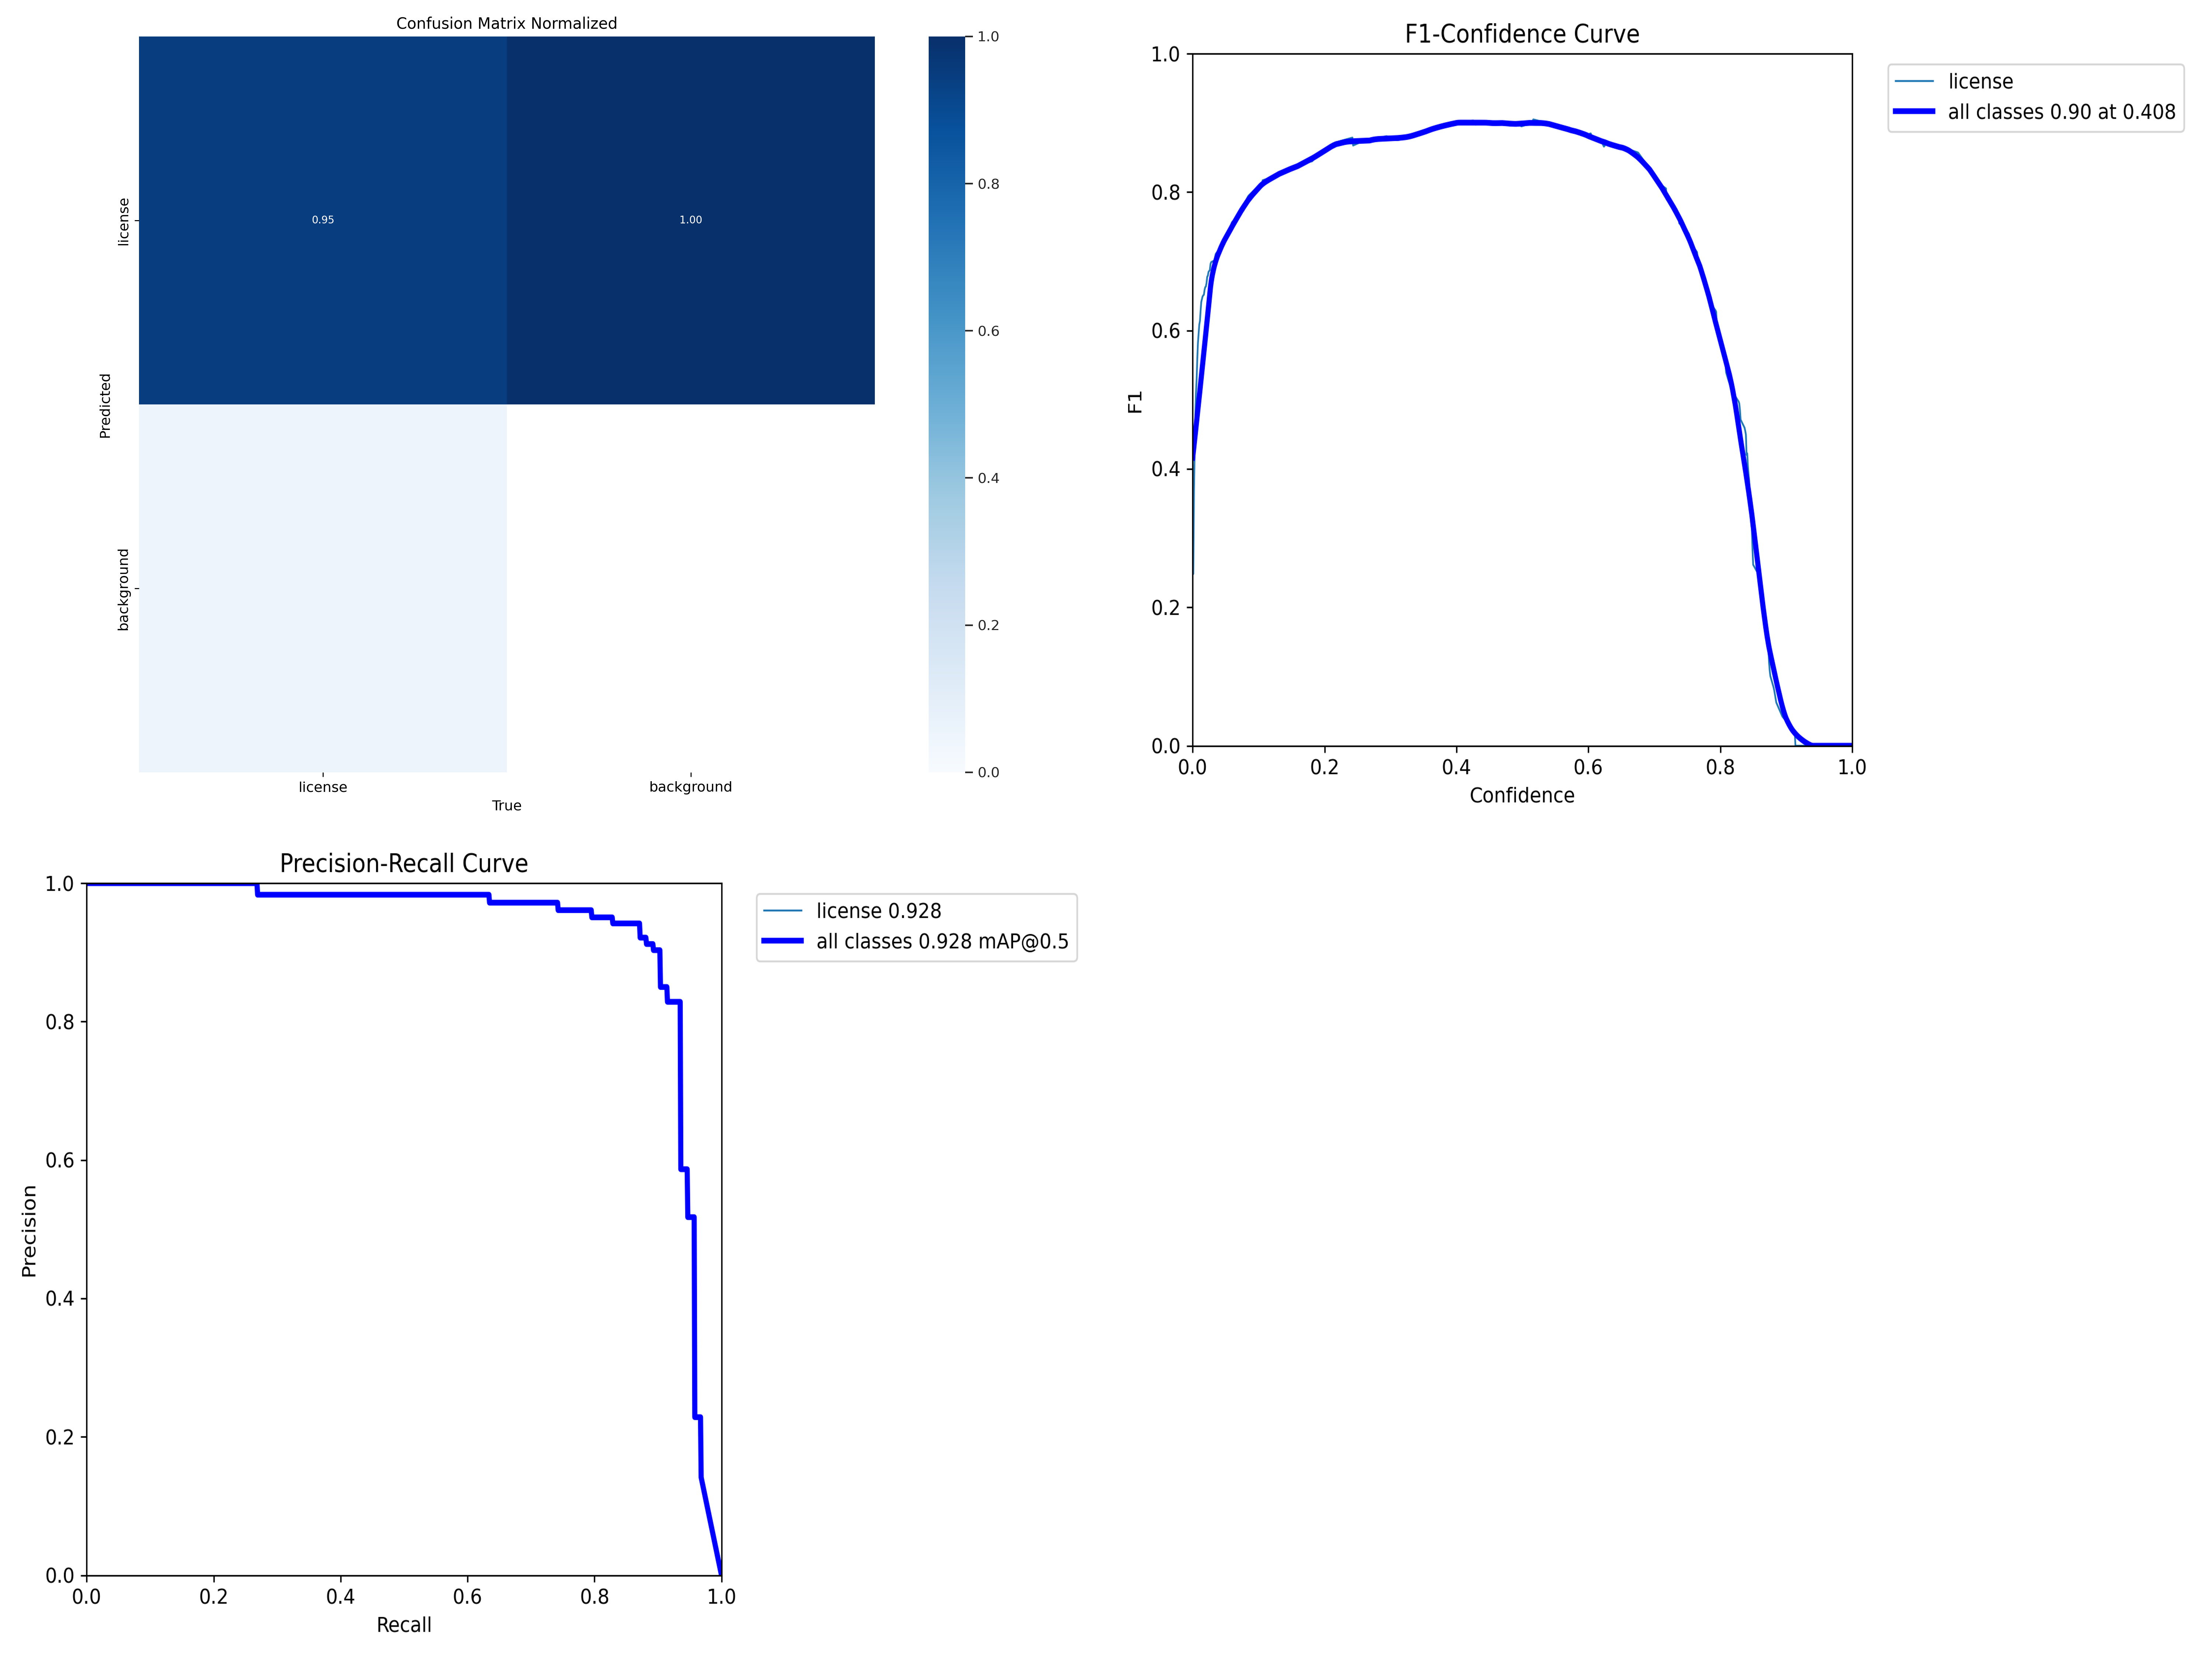 Confusion Matrix Normalized
license
background
Predicted
0.95
1.00
license
background
True
1.0
0.8
0.6
0.4
0.2
0.0
F1-Confidence Curve
1.0
0.8
0.6
0.4
0.2
0.0
F1
0.0 0.2 0.4 0.6 0.8 1.0
Confidence
license
all classes 0.90 at 0.408
Precision-Recall Curve
1.0
0.8
0.6
0.4
0.2
0.0
Precision
0.0 0.2 0.4 0.6 0.8 1.0
Recall
license 0.928
all classes 0.928 mAP@0.5